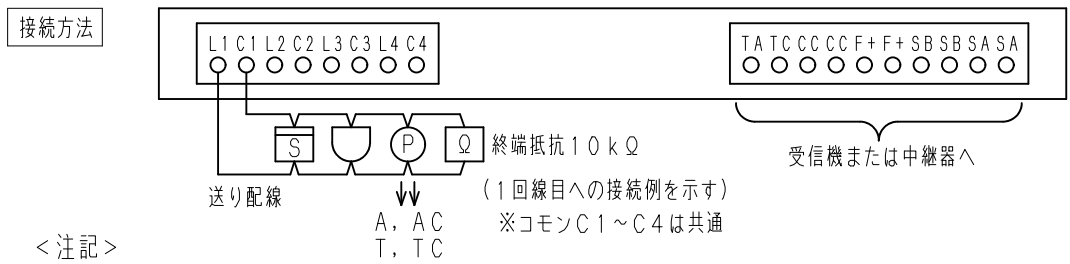 接続方法
L1 C1 L2 C2 L3 C3 L4 C4
TA TC CC CC F+ F+ SB SB SA SA
S
P
Ω
終端抵抗10kΩ
受信機または中継器へ
送り配線
(1回線目への接続例を示す)
A, AC
※コモンC1~C4は共通
T, TC
<注記>